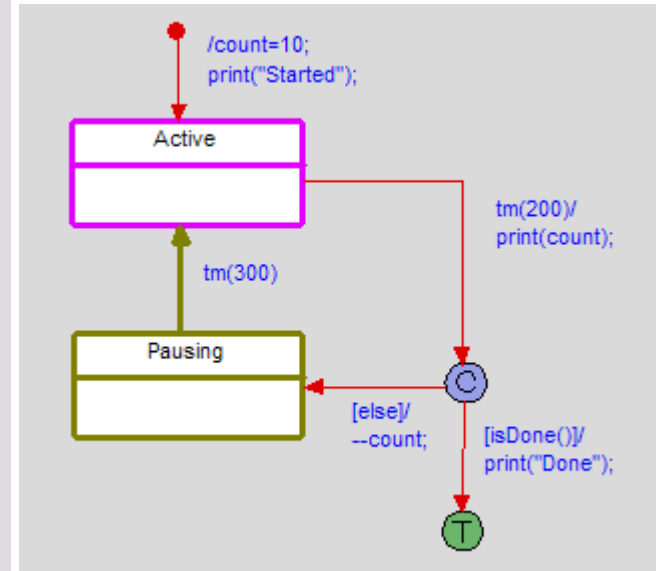 /count=10;
print("Started");
Active
tm(200)/
print(count);
tm(300)
Pausing
C
[else]/
--count;
[isDone()]/
print("Done");
T